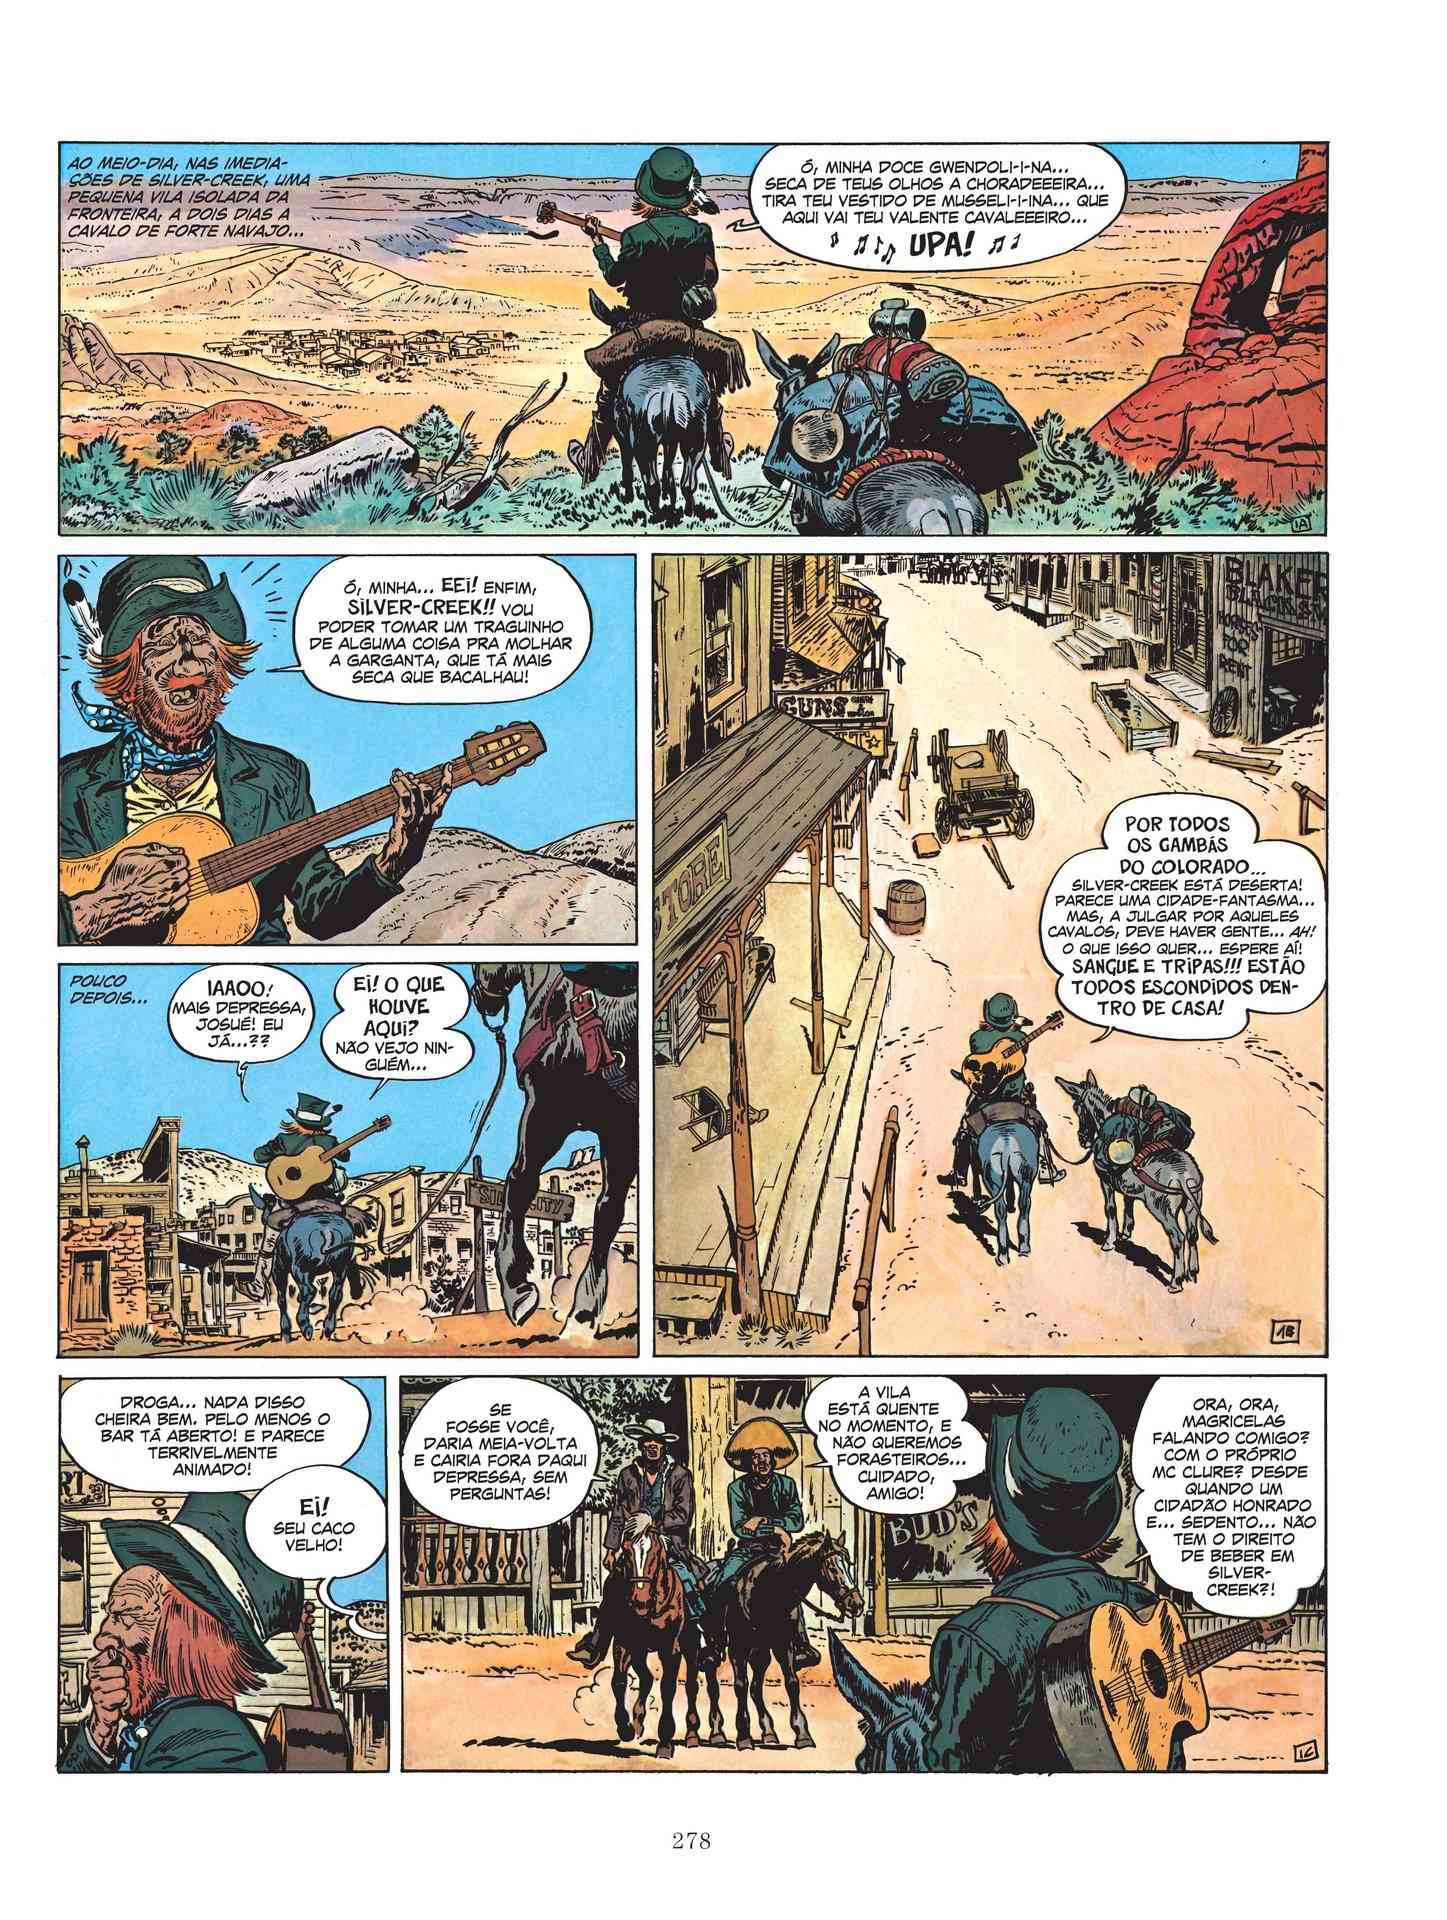 AO MEIO-DIA, NAS IMEDIA-
ÇÕES DE SILVER-CREEK, UMA
PEQUENA VILA ISOLADA DA
FRONTEIRA, A DOIS DIAS A
CAVALO DE FORTE NAVAJO...
Ó, MINHA DOCE GWENDOLI-I-NA...
SECA DE TEUS OLHOS A CHORADEEEEIRA...
TIRA TEU VESTIDO DE MUSSELI-I-INA... QUE
AQUI VAI TEU VALENTE CAVALEEEEIRO...
UPA!
1A
Ó, MINHA... EEI! ENFIM,
SILVER-CREEK!! VOU
PODER TOMAR UM TRAGUINHO
DE ALGUMA COISA PRA MOLHAR
A GARGANTA, QUE TÁ MAIS
SECA QUE BACALHAU!
POUCO
DEPOIS...
IAAOO!
MAIS DEPRESSA,
JOSUÉ! EU
JÁ...??
EI! O QUE
HOUVE
AQUI?
NÃO VEJO NIN-
GUÉM...
CITY
BLAKER
HORSES
FOR
RENT
GUNS
STORE
POR TODOS
OS GAMBÁS
DO COLORADO...
SILVER-CREEK ESTÁ DESERTA!
PARECE UMA CIDADE-FANTASMA...
MAS, A JULGAR POR AQUELES
CAVALOS, DEVE HAVER GENTE... AH!
O QUE ISSO QUER... ESPERE AÍ!
SANGUE E TRIPAS!!! ESTÃO
TODOS ESCONDIDOS DEN-
TRO DE CASA!
1B
DROGA... NADA DISSO
CHEIRA BEM. PELO MENOS O
BAR TÁ ABERTO! E PARECE
TERRIVELMENTE
ANIMADO!
EI!
SEU CACO
VELHO!
SE
FOSSE VOCÊ,
DARIA MEIA-VOLTA
E CAIRIA FORA DAQUI
DEPRESSA, SEM
PERGUNTAS!
A VILA
ESTÁ QUENTE
NO MOMENTO, E
NÃO QUEREMOS
FORASTEIROS...
CUIDADO,
AMIGO!
BUD'S
ORA, ORA,
MAGRICELAS
FALANDO COMIGO?
COM O PRÓPRIO
MC CLURE? DESDE
QUANDO UM
CIDADÃO HONRADO
E... SEDENTO... NÃO
TEM O DIREITO
DE BEBER EM
SILVER-
CREEK?!
1C
278